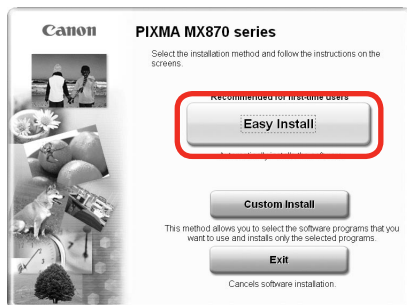 Canon
PIXMA MX870 series
Select the installation method and follow the instructions on the
screens.
Recommended for first-time users
Easy Install
Custom Install
This method allows you to select the software programs that you
want to use and installs only the selected programs.
Exit
Cancels software installation.